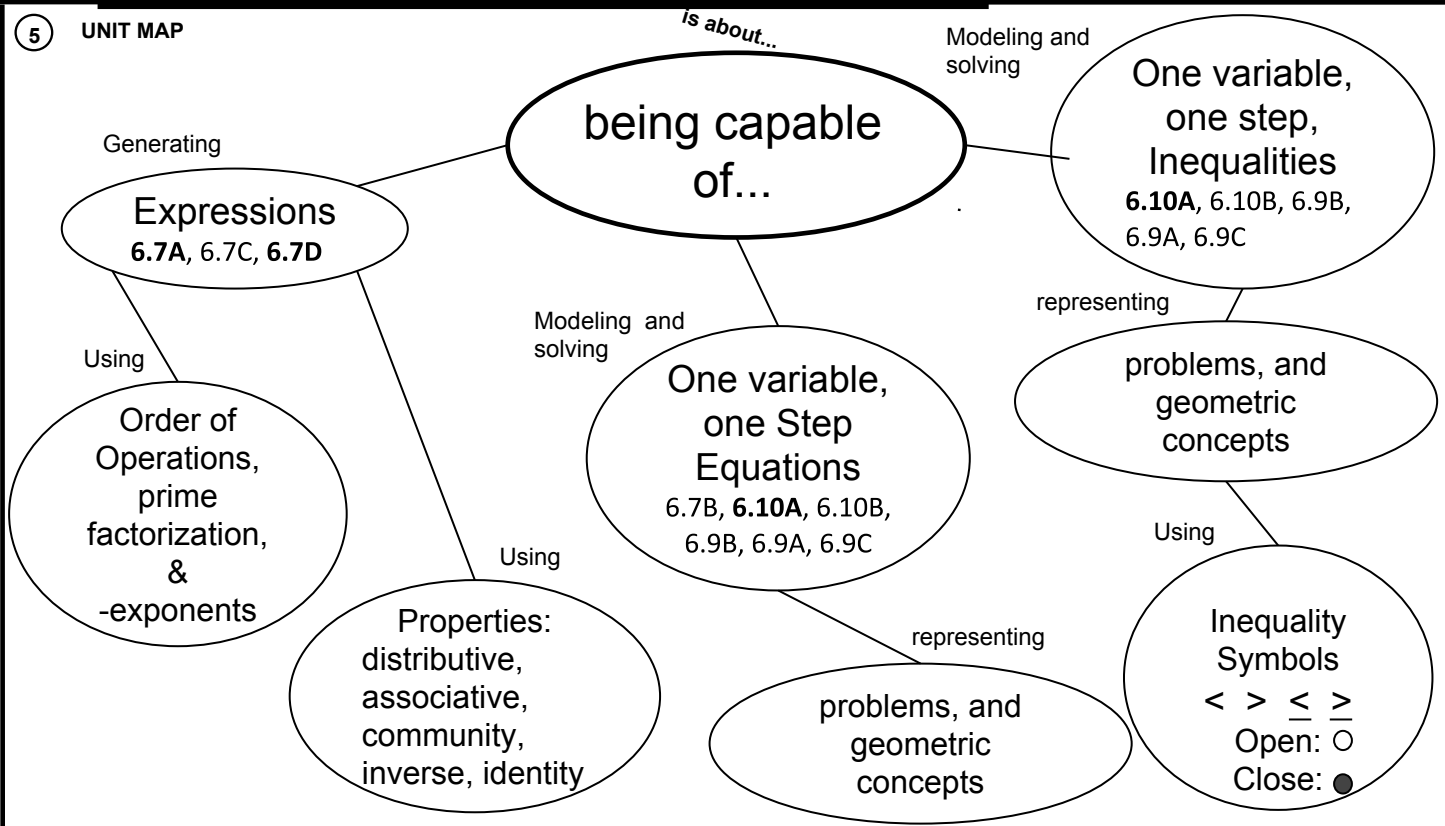 5 UNIT MAP
is about...
being capable
of...
Generating
Expressions
6.7A, 6.7C, 6.7D
Using
Order of
Operations,
prime
factorization,
&
-exponents
Using
Properties:
distributive,
associative,
community,
inverse, identity
Modeling and
solving
One variable,
one Step
Equations
6.7B, 6.10A, 6.10B,
6.9B, 6.9A, 6.9C
representing
problems, and
geometric
concepts
Modeling and
solving
One variable,
one step,
Inequalities
6.10A, 6.10B, 6.9B,
6.9A, 6.9C
representing
problems, and
geometric
concepts
Using
Inequality
Symbols
< > ≤ ≥
Open: ○
Close: ●